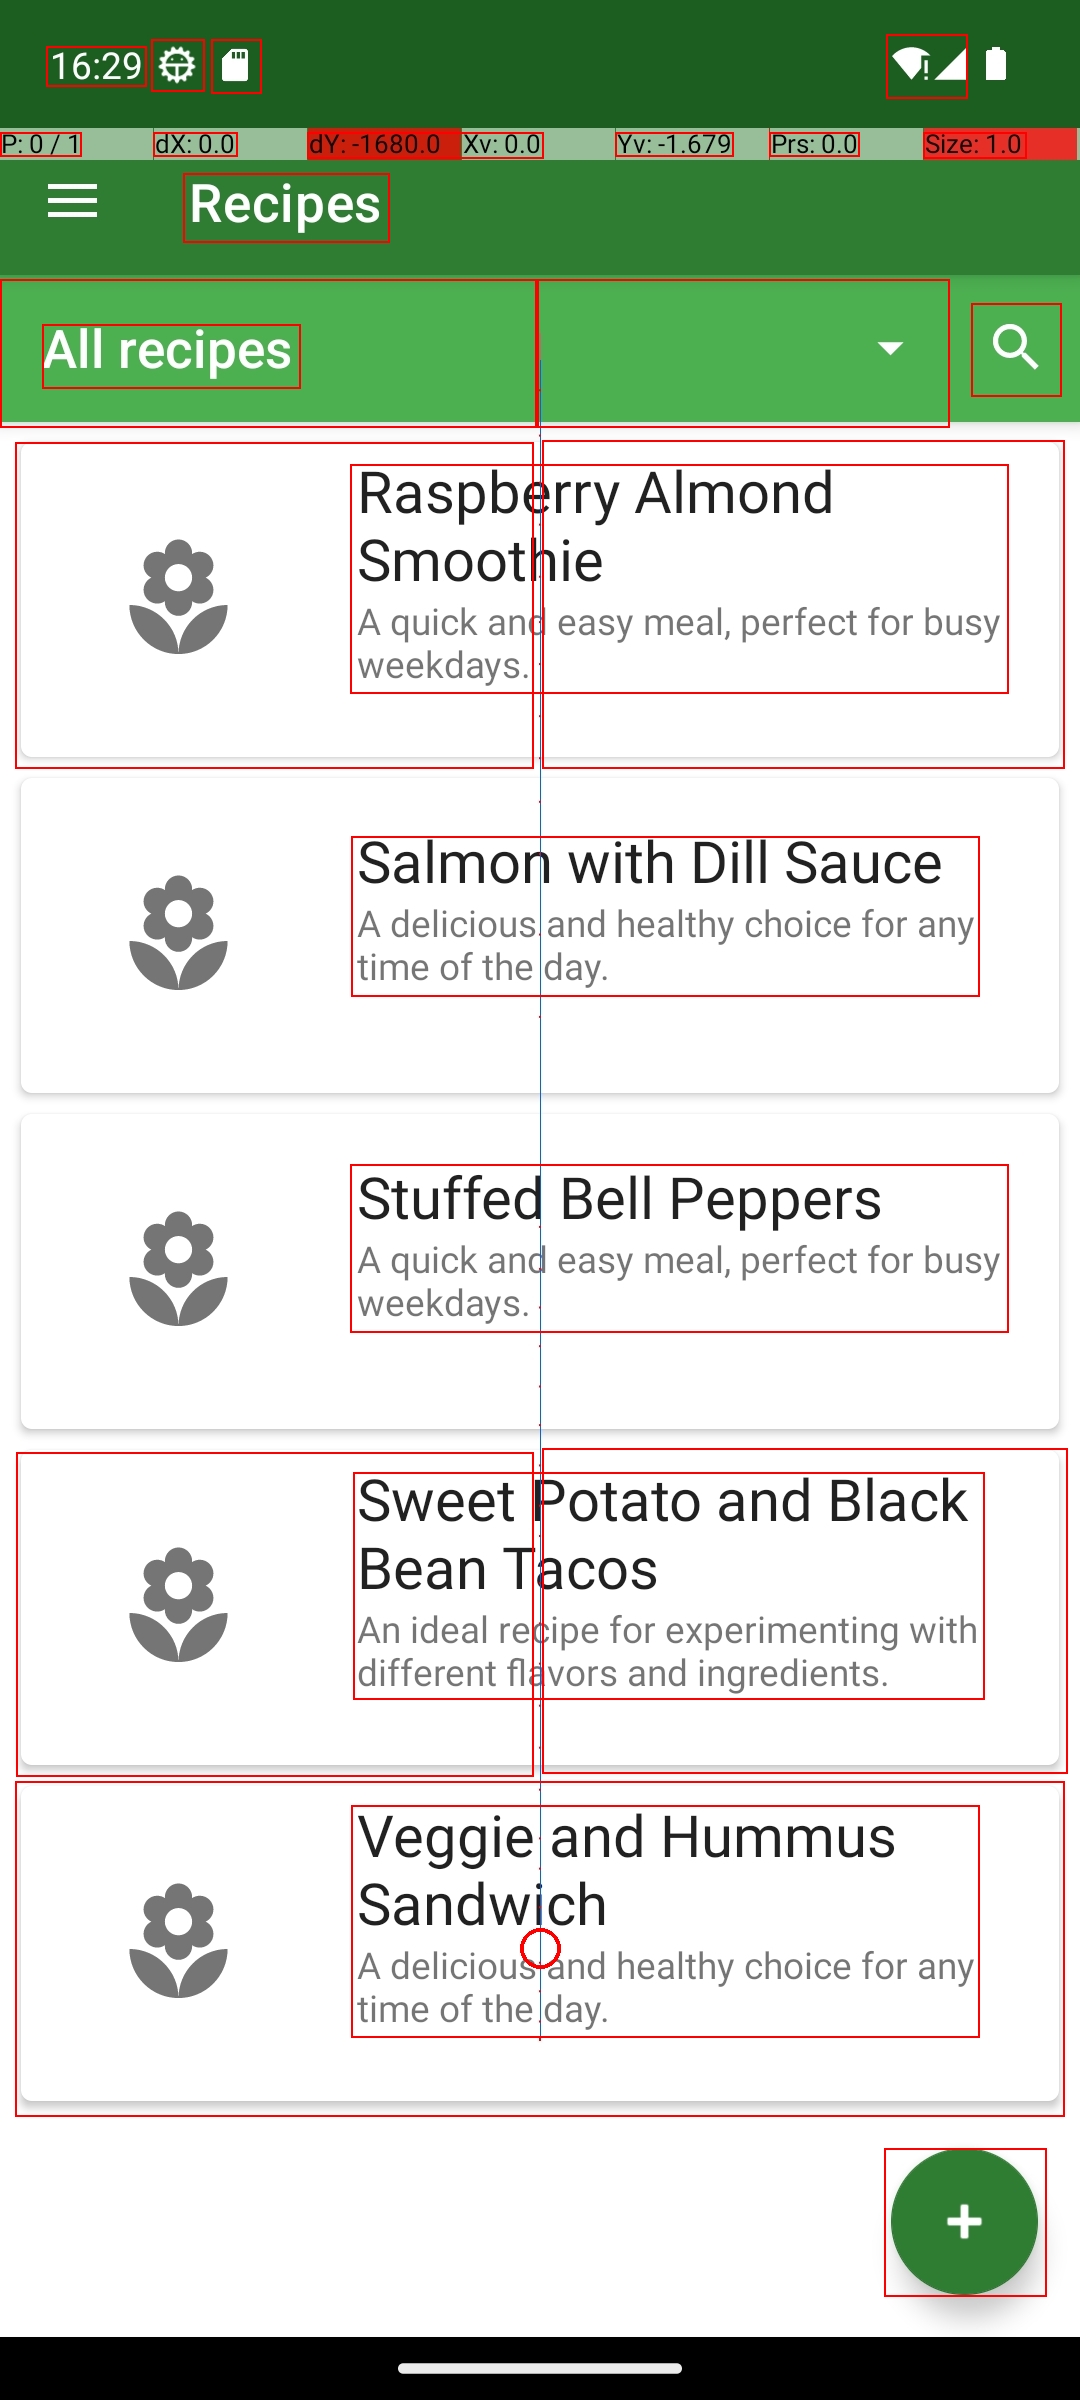 16:29
P: 0 / 1 dX: 0.0 dY: -1680.0 Xv: 0.0 Yv: -1.679 Prs: 0.0 Size: 1.0
Recipes
All recipes
Raspberry Almond
Smoothie
A quick and easy meal, perfect for busy
weekdays.
Salmon with Dill Sauce
A delicious and healthy choice for any
time of the day.
Stuffed Bell Peppers
A quick and easy meal, perfect for busy
weekdays.
Sweet Potato and Black
Bean Tacos
An ideal recipe for experimenting with
different flavors and ingredients.
Veggie and Hummus
Sandwich
A delicious and healthy choice for any
time of the day.